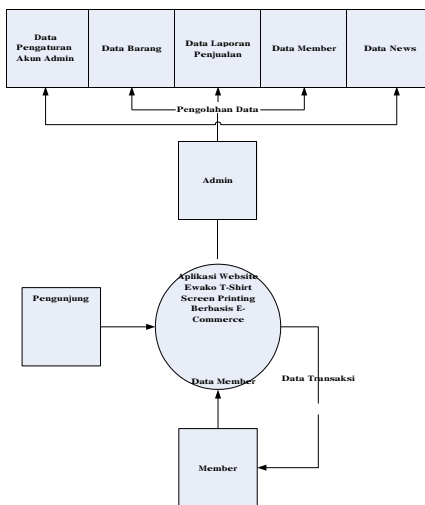 Data
Pengaturan
Akun Admin
Data Barang
Data Laporan
Penjualan
Data Member
Data News
Pengolahan Data
Admin
Aplikasi Website
Ewako T-Shirt
Screen Printing
Berbasis E-
Commerce
Pengunjung
Data Member
Data Transaksi
Member